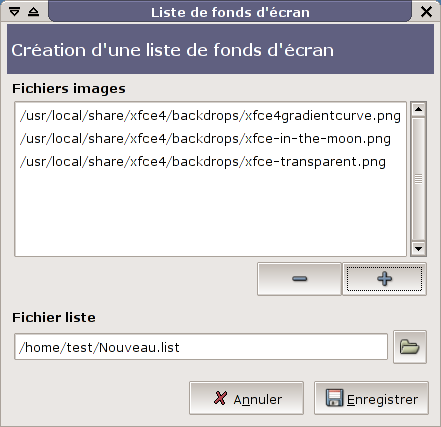 Liste de fonds d'écran
Création d'une liste de fonds d'écran
Fichiers images
/usr/local/share/xfce4/backdrops/xfce4gradientcurve.png
/usr/local/share/xfce4/backdrops/xfce-in-the-moon.png
/usr/local/share/xfce4/backdrops/xfce-transparent.png
Fichier liste
/home/test/Nouveau.list
Annuler
Enregistrer